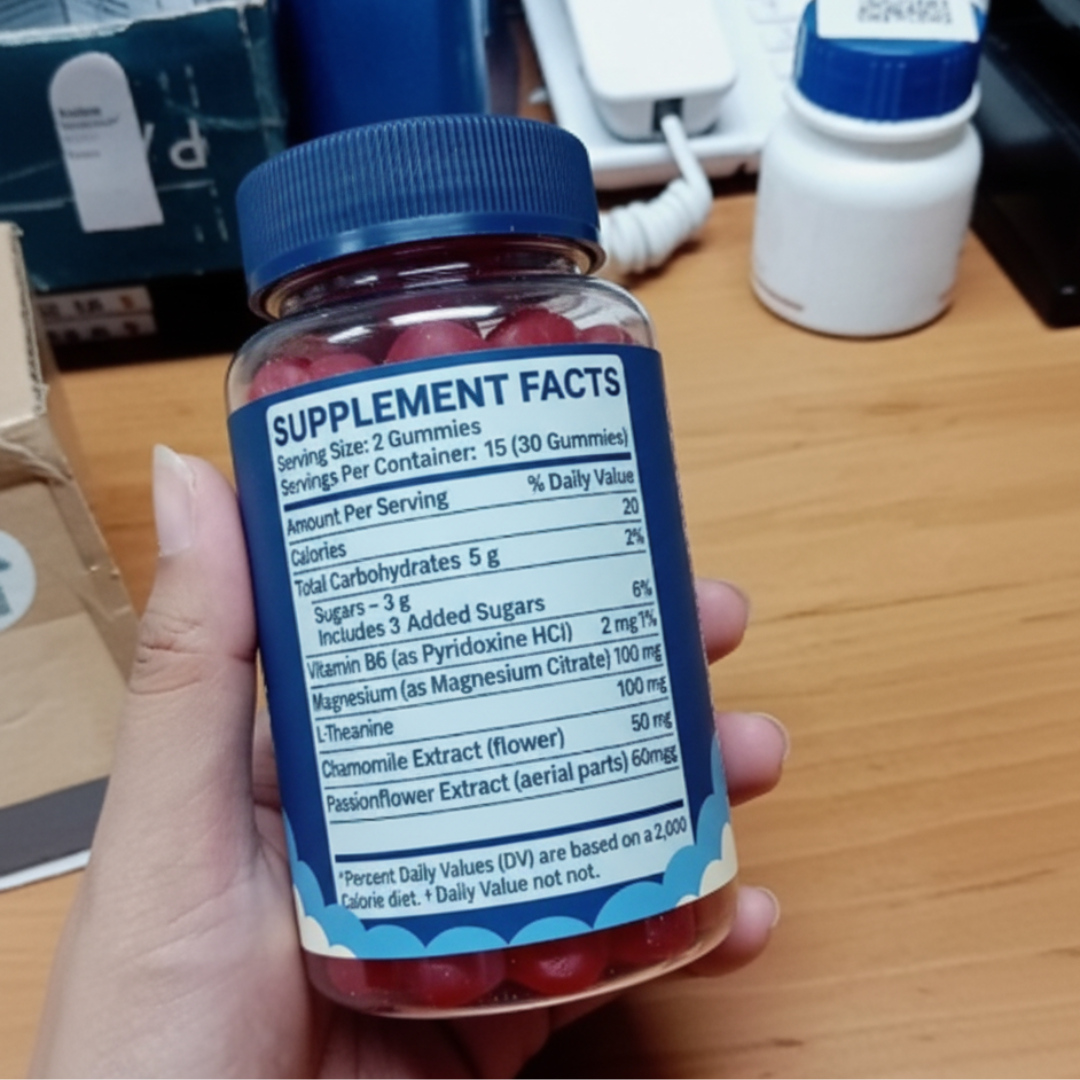 SUPPLEMENT FACTS
Serving Size: 2 Gummies
Servings Per Container: 15 (30 Gummies)
Amount Per Serving % Daily Value
Calories 20
Total Carbohydrates 5 g 2%
Sugars – 3 g
Includes 3 Added Sugars 6%
Vitamin B6 (as Pyridoxine HCl) 2 mg1%
Magnesium (as Magnesium Citrate) 100 mg
L-Theanine 100 mg
Chamomile Extract (flower) 50 mg
Passionflower Extract (aerial parts) 60mgg
*Percent Daily Values (DV) are based on a 2,000
Calorie diet. † Daily Value not not.
d